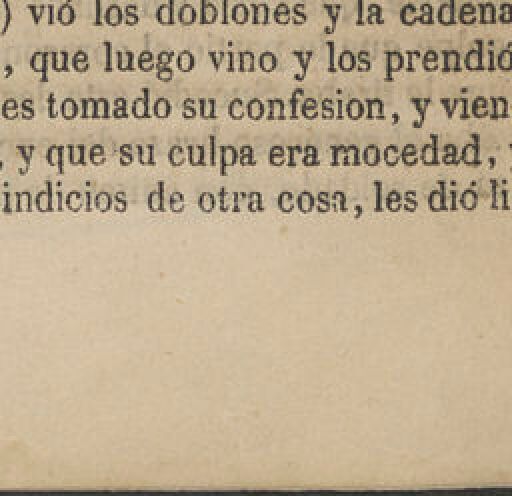 ) vió los doblones y la cadena
, que luego vino y los prendió
es tomado su confesion, y vien-
, y que su culpa era mocedad, y
indicios de otra cosa, les dió li